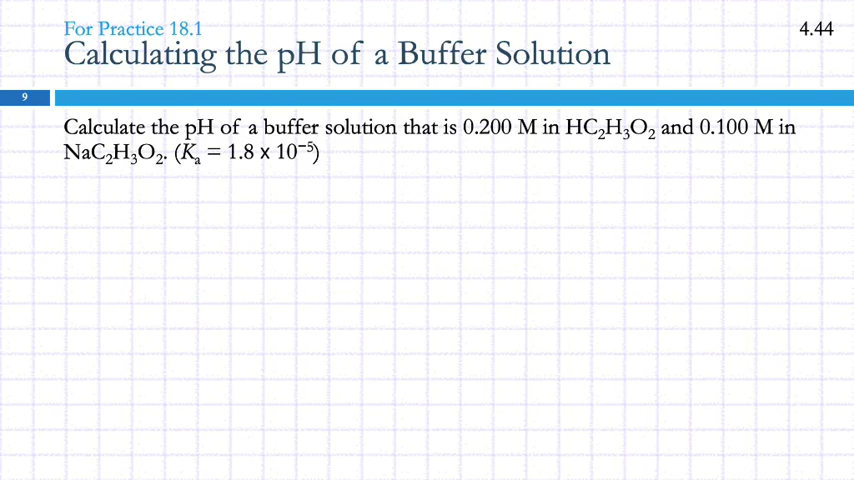 For Practice 18.1
4.44
Calculating the pH of a Buffer Solution
9
Calculate the pH of a buffer solution that is 0.200 M in HC₂H₃O₂ and 0.100 M in
NaC₂H₃O₂. (Kₐ = 1.8 x 10⁻⁵)